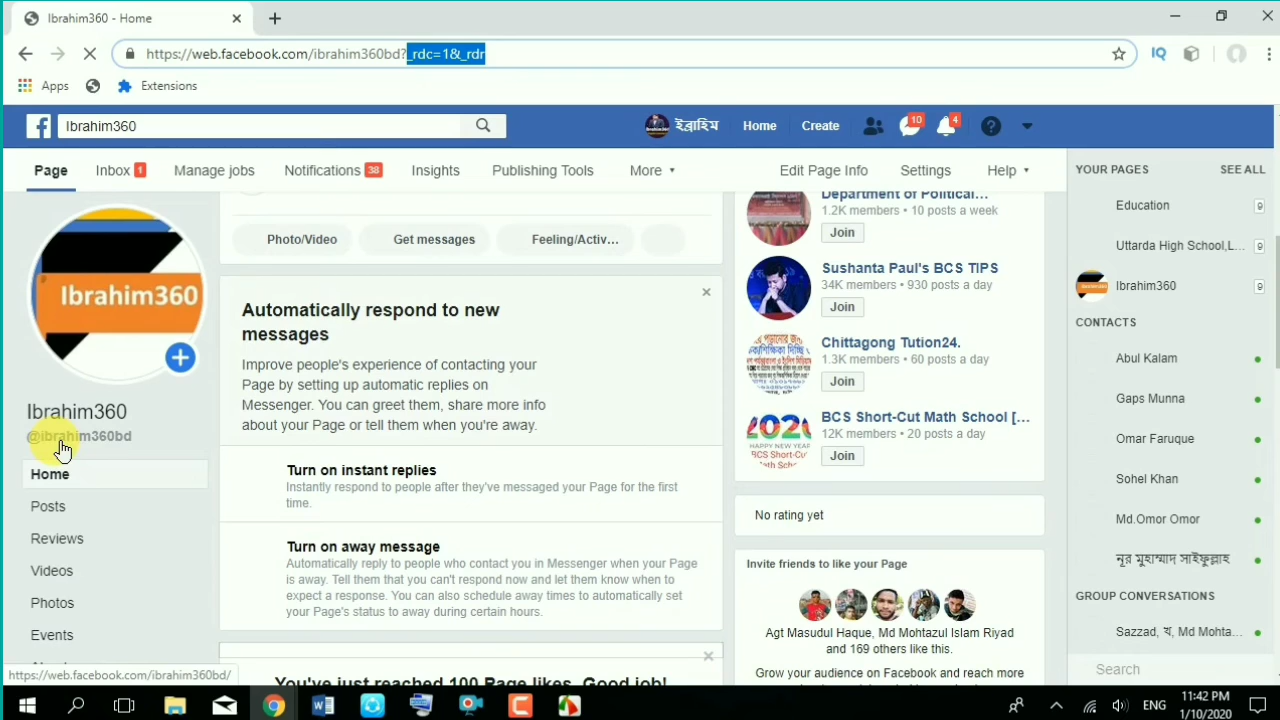 Ibrahim360 - Home
https://web.facebook.com/ibrahim360bd?_rdc=1&_rdr
IQ
Apps
Extensions
Ibrahim360
ইব্রাহিম
Home
Create
10
4
Page
Inbox 1
Manage jobs
Notifications 38
Insights
Publishing Tools
More
Edit Page Info
Settings
Help
Ibrahim360
Ibrahim360
@ibrahim360bd
Home
Posts
Reviews
Videos
Photos
Events
Photo/Video
Get messages
Feeling/Activ...
Automatically respond to new
messages
Improve people's experience of contacting your
Page by setting up automatic replies on
Messenger. You can greet them, share more info
about your Page or tell them when you're away.
Turn on instant replies
Instantly respond to people after they've messaged your Page for the first
time.
Turn on away message
Automatically reply to people who contact you in Messenger when your Page
is away. Tell them that you can't respond now and let them know when to
expect a response. You can also schedule away times to automatically set
your Page's status to away during certain hours.
You've just reached 100 Page likes. Good job!
Department of Political...
1.2K members • 10 posts a week
Join
Sushanta Paul's BCS TIPS
34K members • 930 posts a day
Join
Chittagong Tution24.
1.3K members • 60 posts a day
Join
BCS Short-Cut Math School [...
12K members • 20 posts a day
Join
2020
HAPPY NEW YEAR
BCS Short-Cut
No rating yet
Invite friends to like your Page
Agt Masudul Haque, Md Mohtazul Islam Riyad
and 169 others like this.
Grow your audience on Facebook and reach more
YOUR PAGES
SEE ALL
Education
9
Uttarda High School,L...
9
Ibrahim360
9
CONTACTS
Abul Kalam
Gaps Munna
Omar Faruque
Sohel Khan
Md.Omor Omor
নূর মুহাম্মাদ সাইফুল্লাহ
GROUP CONVERSATIONS
Sazzad, খ, Md Mohta...
Search
https://web.facebook.com/ibrahim360bd/
ENG
11:42 PM
1/10/2020